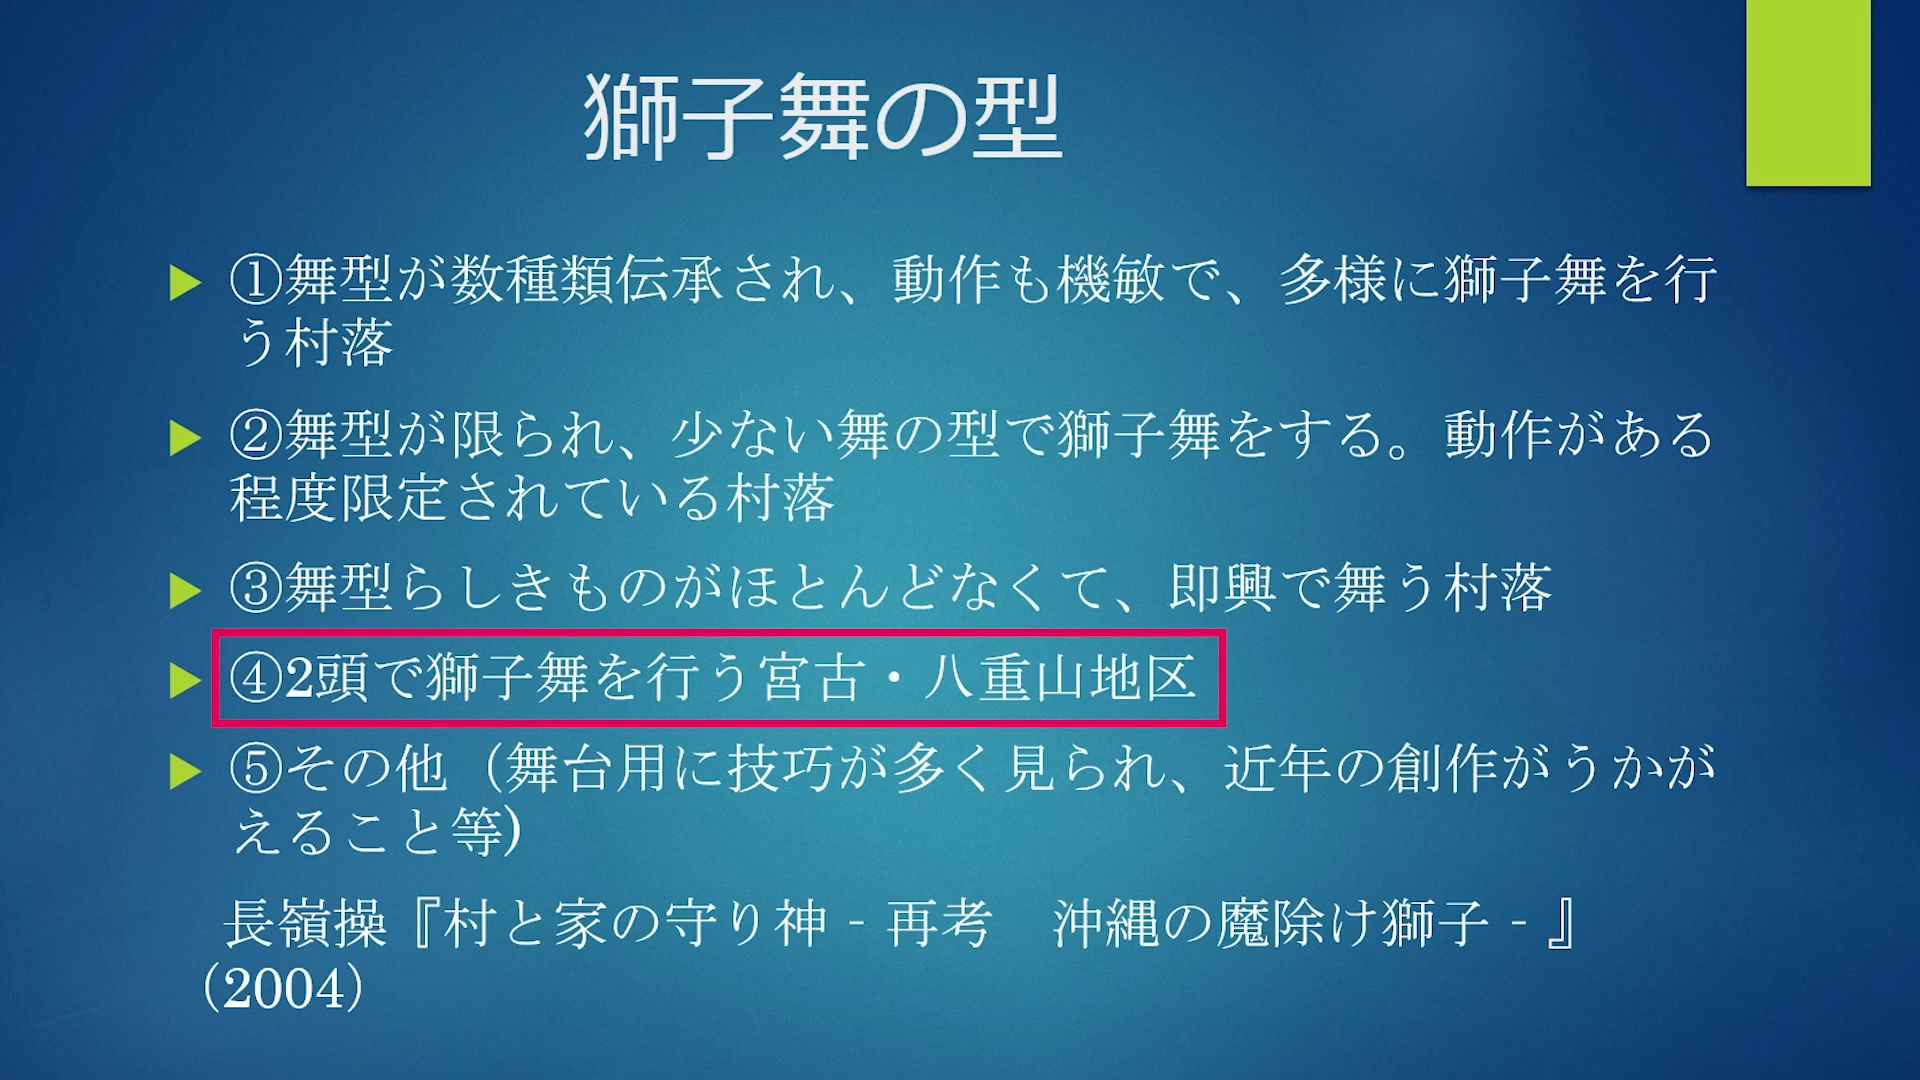 獅子舞の型
①舞型が数種類伝承され、動作も機敏で、多様に獅子舞を行
う村落
②舞型が限られ、少ない舞の型で獅子舞をする。動作がある
程度限定されている村落
③舞型らしきものがほとんどなくて、即興で舞う村落
④2頭で獅子舞を行う宮古・八重山地区
⑤その他（舞台用に技巧が多く見られ、近年の創作がうかが
えること等)
長嶺操『村と家の守り神‐再考　沖縄の魔除け獅子‐』
（2004）